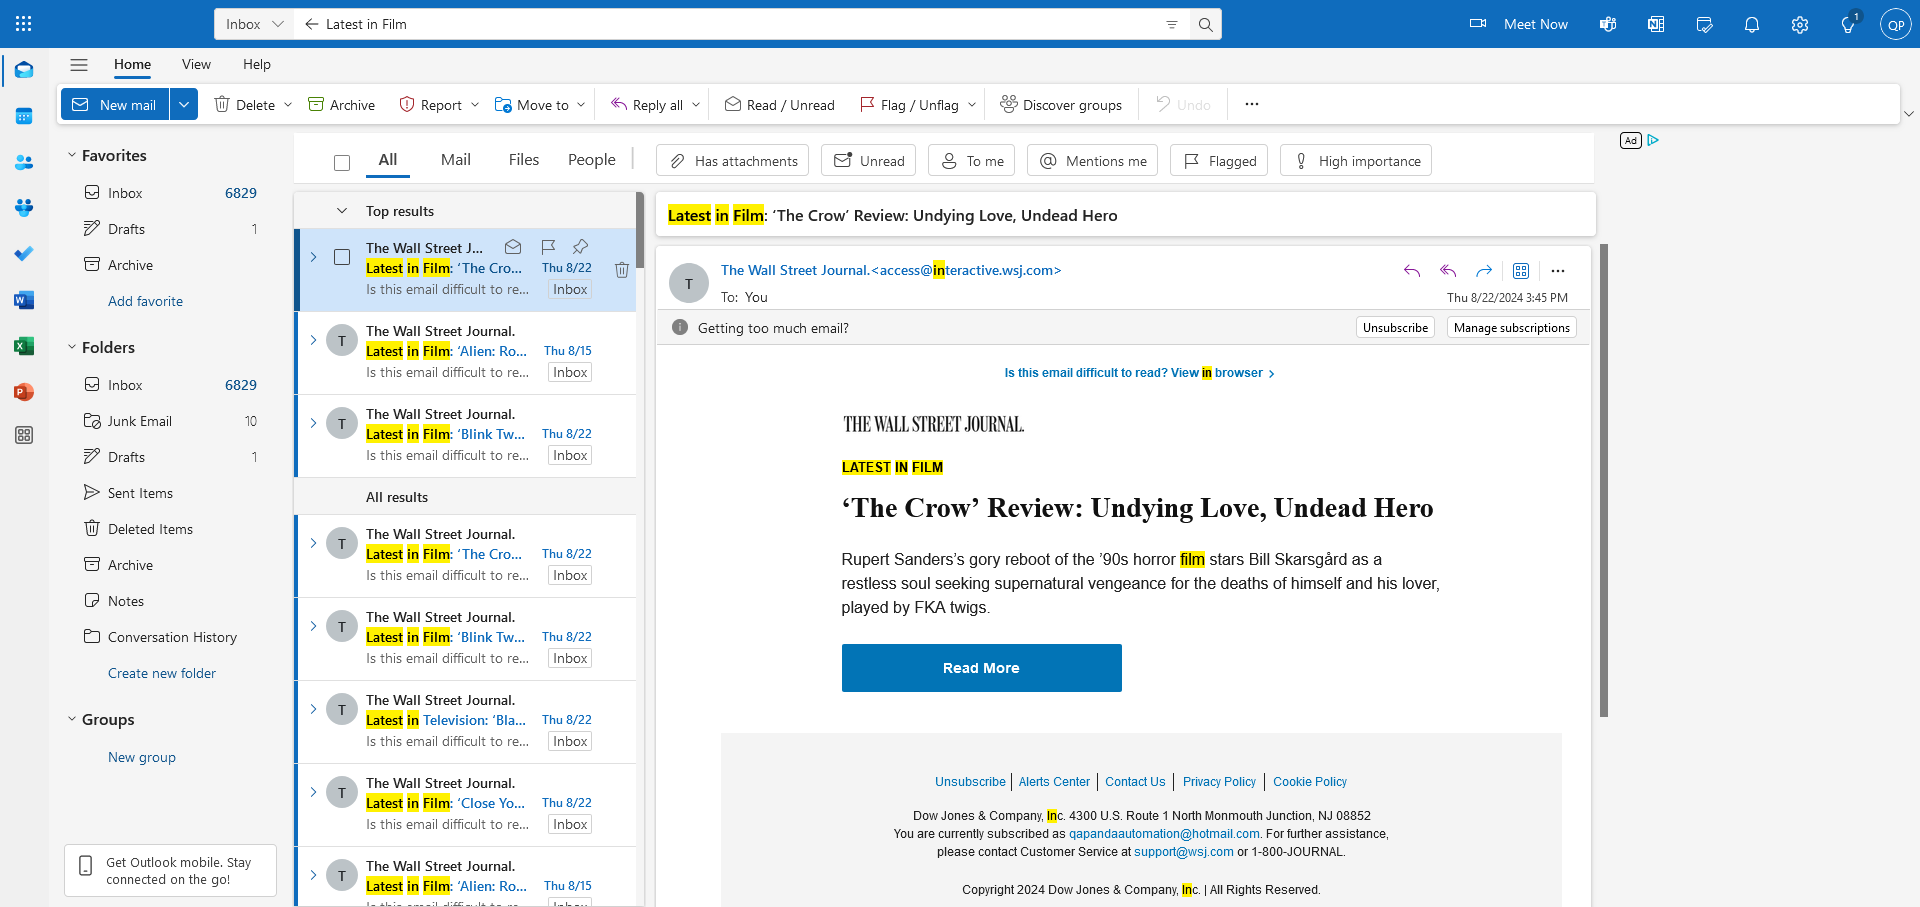 Inbox
Latest in Film
Meet Now
1
QP
Home
View
Help
New mail
Delete
Archive
Report
Move to
Reply all
Read / Unread
Flag / Unflag
Discover groups
Undo
Favorites
Inbox 6829
Drafts 1
Archive
Add favorite
Folders
Inbox 6829
Junk Email 10
Drafts 1
Sent Items
Deleted Items
Archive
Notes
Conversation History
Create new folder
Groups
New group
Get Outlook mobile. Stay
connected on the go!
All
Mail
Files
People
Has attachments
Unread
To me
Mentions me
Flagged
High importance
Ad
Top results
The Wall Street J...
Latest in Film: ‘The Cro... Thu 8/22
Is this email difficult to re... Inbox
T
The Wall Street Journal.
Latest in Film: ‘Alien: Ro... Thu 8/15
Is this email difficult to re... Inbox
T
The Wall Street Journal.
Latest in Film: ‘Blink Tw... Thu 8/22
Is this email difficult to re... Inbox
All results
T
The Wall Street Journal.
Latest in Film: ‘The Cro... Thu 8/22
Is this email difficult to re... Inbox
T
The Wall Street Journal.
Latest in Film: ‘Blink Tw... Thu 8/22
Is this email difficult to re... Inbox
T
The Wall Street Journal.
Latest in Television: ‘Bla... Thu 8/22
Is this email difficult to re... Inbox
T
The Wall Street Journal.
Latest in Film: ‘Close Yo... Thu 8/22
Is this email difficult to re... Inbox
T
The Wall Street Journal.
Latest in Film: ‘Alien: Ro... Thu 8/15
Is this email difficult to re... Inbox
Latest in Film: ‘The Crow’ Review: Undying Love, Undead Hero
T
The Wall Street Journal.<access@interactive.wsj.com>
To: You
Thu 8/22/2024 3:45 PM
Getting too much email?
Unsubscribe
Manage subscriptions
Is this email difficult to read? View in browser ›
THE WALL STREET JOURNAL.
LATEST IN FILM
‘The Crow’ Review: Undying Love, Undead Hero
Rupert Sanders’s gory reboot of the ’90s horror film stars Bill Skarsgård as a
restless soul seeking supernatural vengeance for the deaths of himself and his lover,
played by FKA twigs.
Read More
Unsubscribe | Alerts Center | Contact Us | Privacy Policy | Cookie Policy
Dow Jones & Company, Inc. 4300 U.S. Route 1 North Monmouth Junction, NJ 08852
You are currently subscribed as qapandaautomation@hotmail.com. For further assistance,
please contact Customer Service at support@wsj.com or 1-800-JOURNAL.
Copyright 2024 Dow Jones & Company, Inc. | All Rights Reserved.